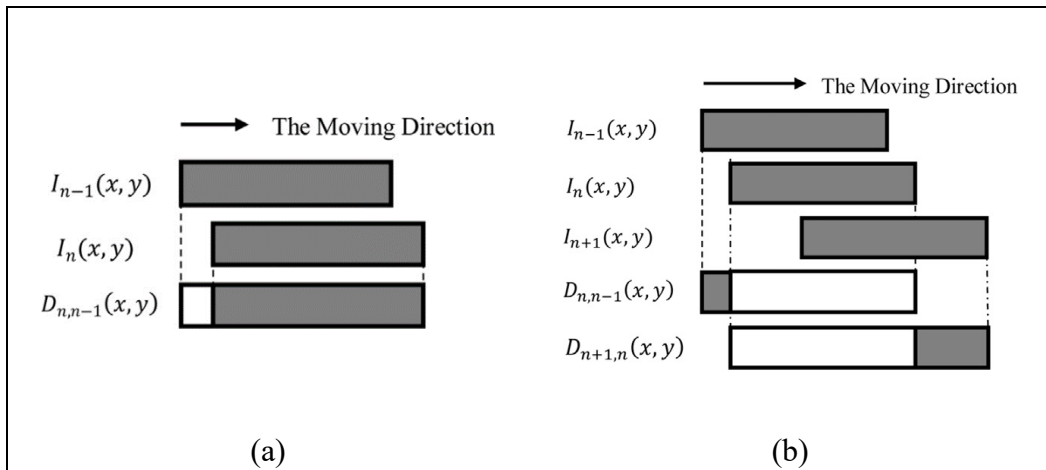 The Moving Direction
I_{n-1}(x, y)
I_n(x, y)
D_{n,n-1}(x, y)
(a)
The Moving Direction
I_{n-1}(x, y)
I_n(x, y)
I_{n+1}(x, y)
D_{n,n-1}(x, y)
D_{n+1,n}(x, y)
(b)